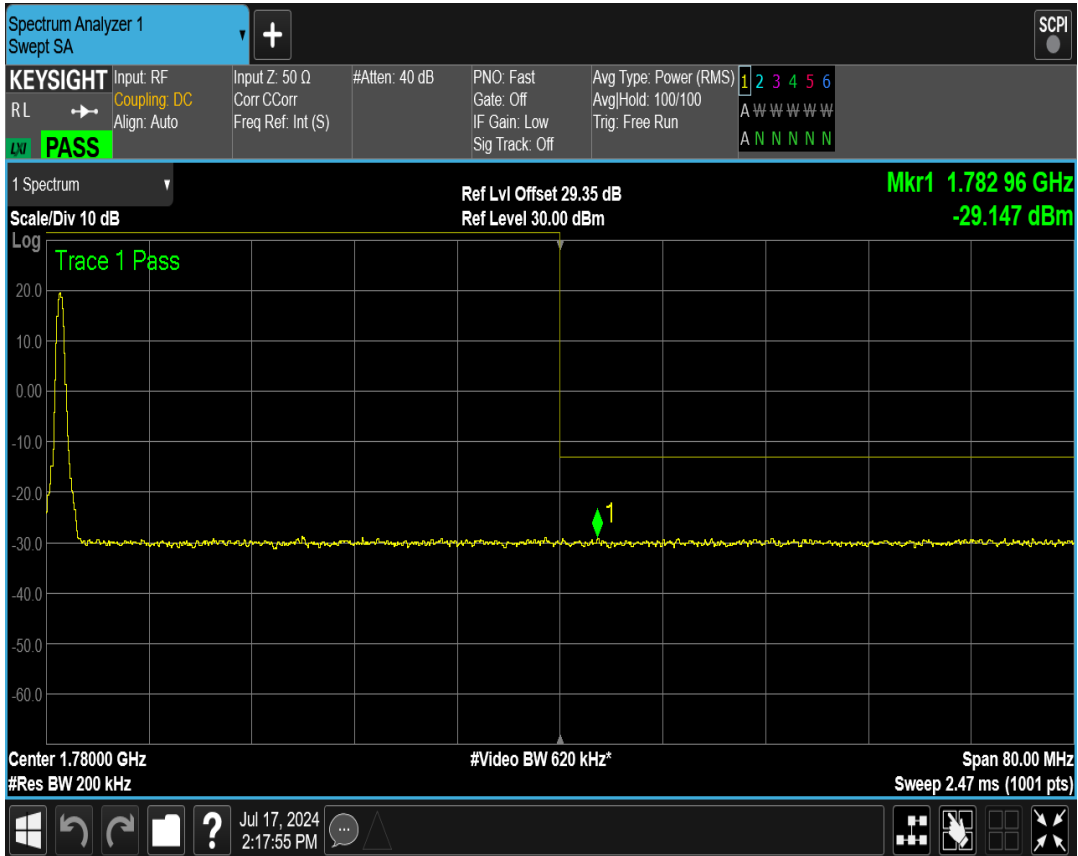 Spectrum Analyzer 1
Swept SA
+
SCPI
KEYSIGHT
R L
LXI PASS
Input: RF
Coupling: DC
Align: Auto
Input Z: 50 Ω
Corr CCorr
Freq Ref: Int (S)
#Atten: 40 dB
PNO: Fast
Gate: Off
IF Gain: Low
Sig Track: Off
Avg Type: Power (RMS)
Avg|Hold: 100/100
Trig: Free Run
1 2 3 4 5 6
A W W W W W
A N N N N N
1 Spectrum
Scale/Div 10 dB
Ref Lvl Offset 29.35 dB
Ref Level 30.00 dBm
Mkr1 1.782 96 GHz
-29.147 dBm
Log
Trace 1 Pass
20.0
10.0
0.00
-10.0
-20.0
1
-30.0
-40.0
-50.0
-60.0
Center 1.78000 GHz
#Video BW 620 kHz*
Span 80.00 MHz
#Res BW 200 kHz
Sweep 2.47 ms (1001 pts)
?
Jul 17, 2024
2:17:55 PM